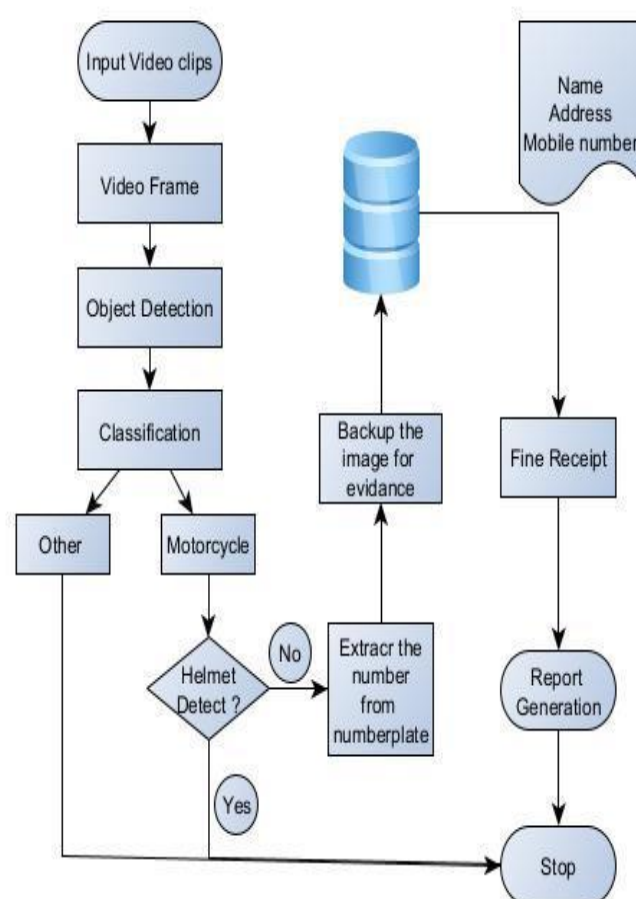 Input Video clips
Video Frame
Object Detection
Classification
Other
Motorcycle
Helmet
Detect ?
No
Yes
Extracr the
number
from
numberplate
Backup the
image for
evidance
Name
Address
Mobile number
Fine Receipt
Report
Generation
Stop